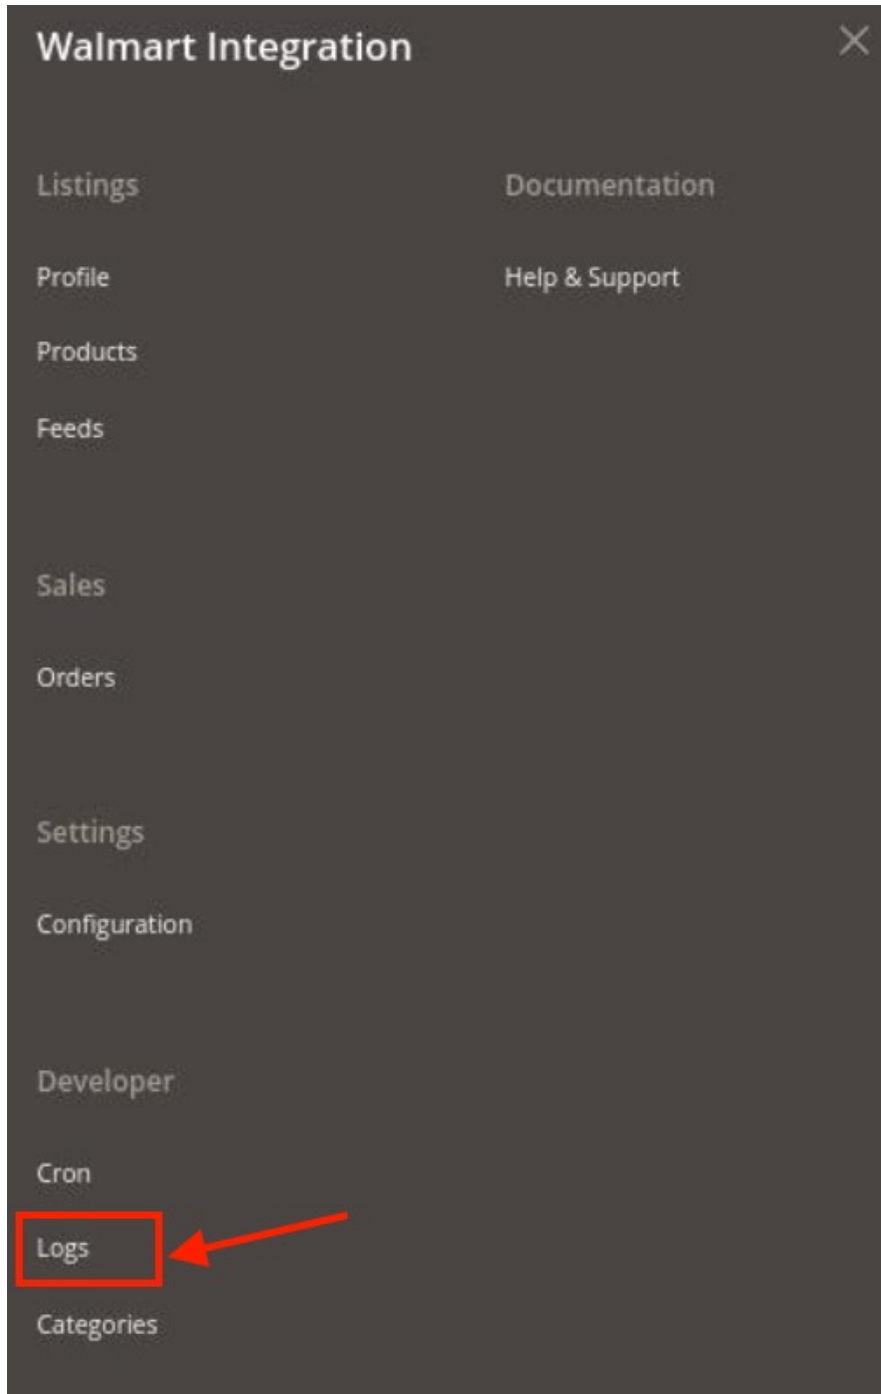 Walmart Integration
Listings
Profile
Products
Feeds
Sales
Orders
Settings
Configuration
Developer
Cron
Logs
Categories
Documentation
Help & Support